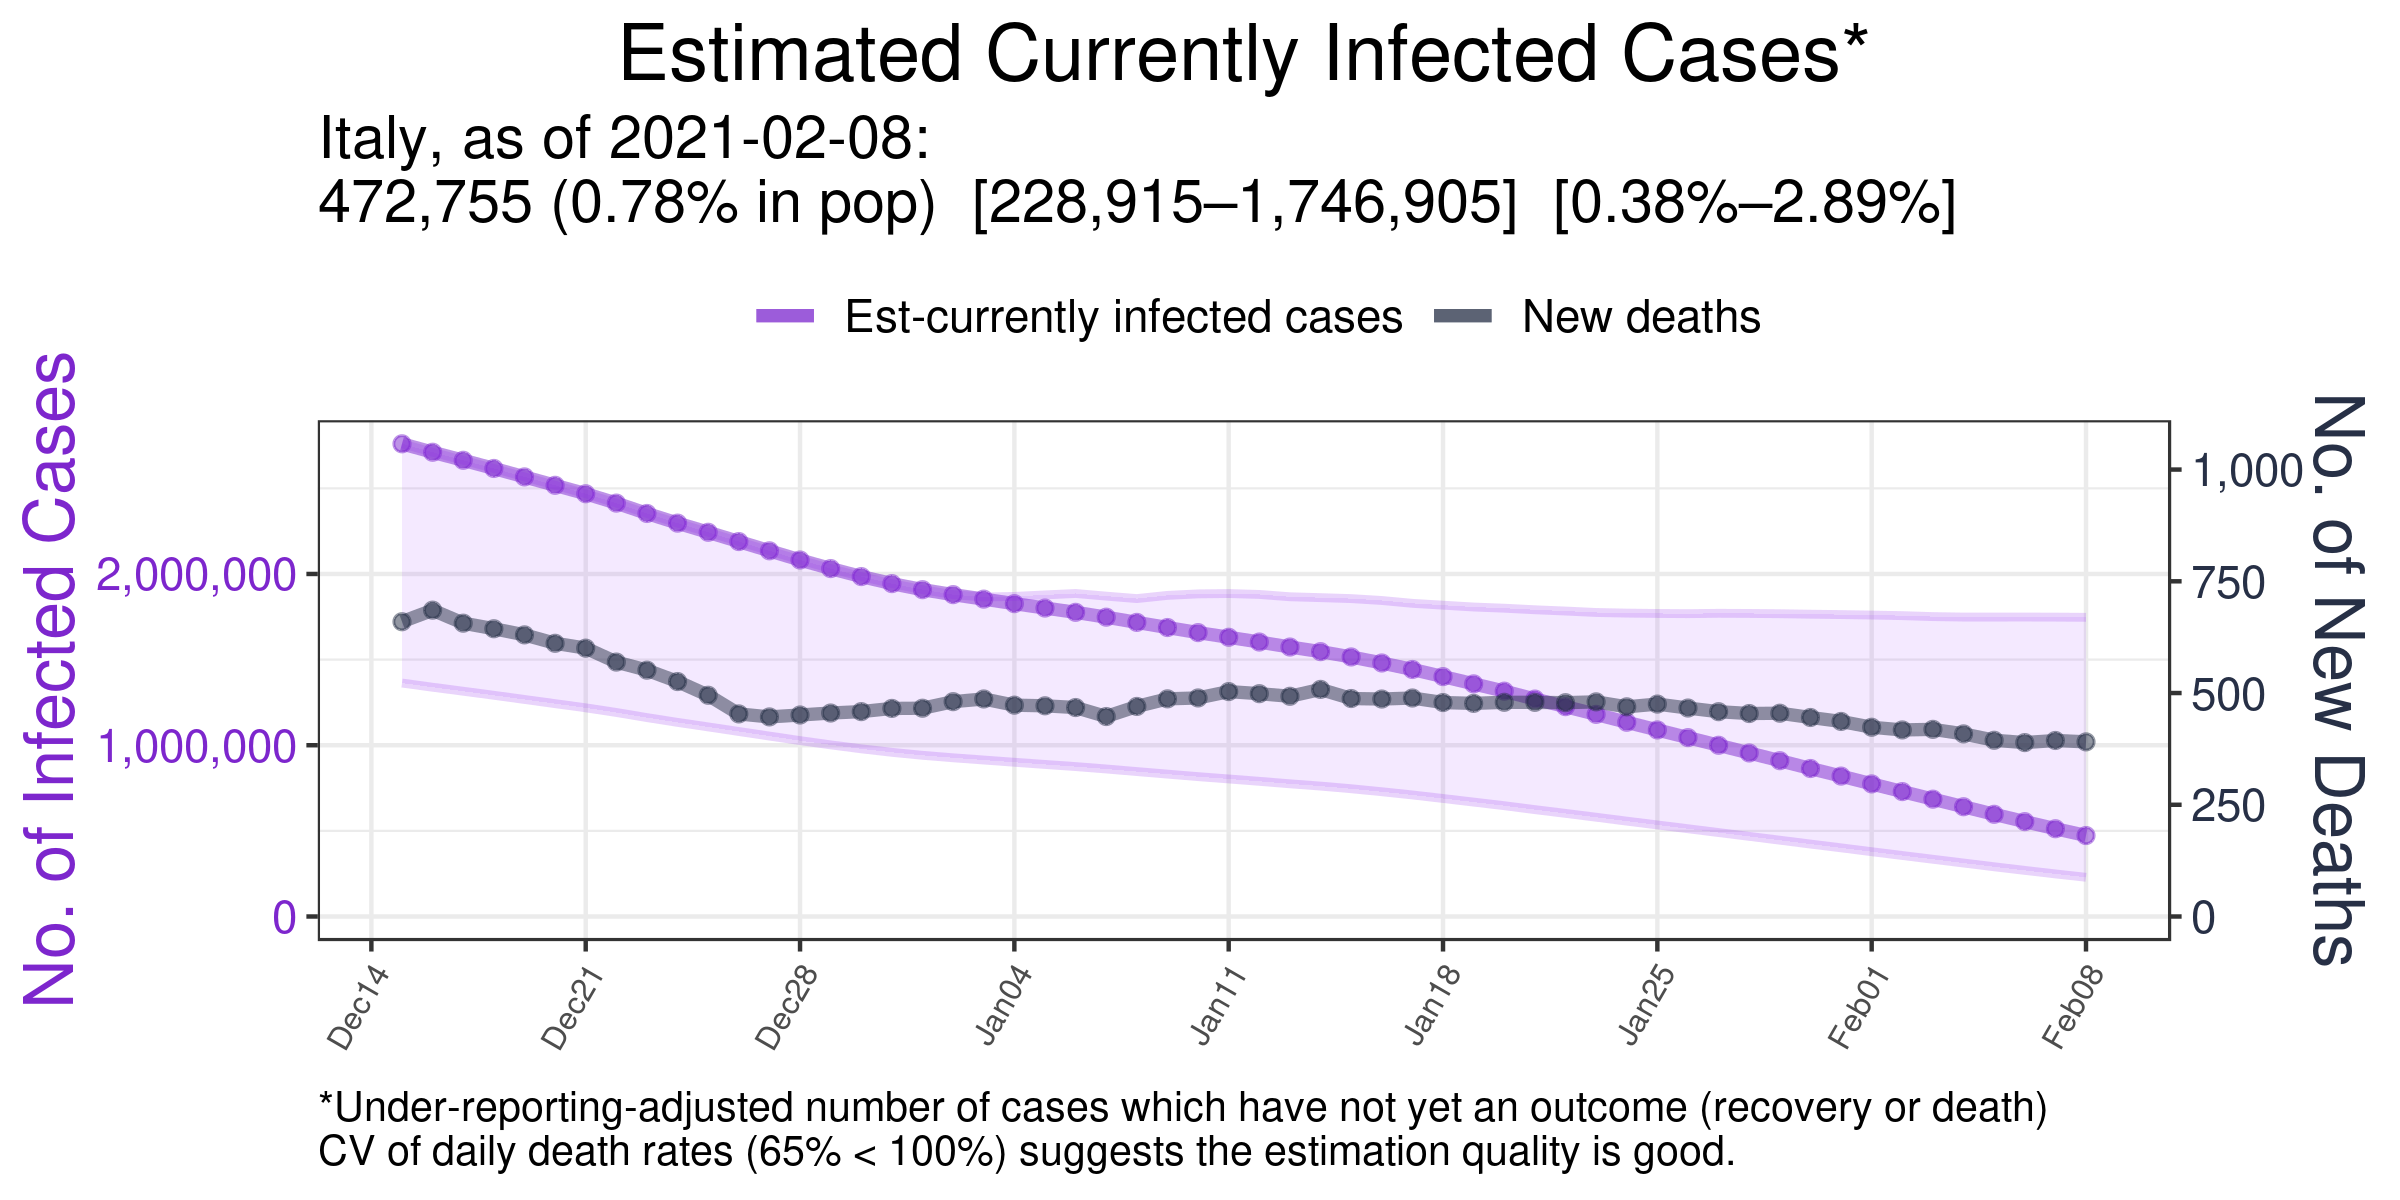 Estimated Currently Infected Cases*
Italy, as of 2021-02-08:
472,755 (0.78% in pop)  [228,915–1,746,905]  [0.38%–2.89%]
Est-currently infected cases
New deaths
No. of Infected Cases
2,000,000
1,000,000
0
No. of New Deaths
1,000
750
500
250
0
Dec14
Dec21
Dec28
Jan04
Jan11
Jan18
Jan25
Feb01
Feb08
*Under-reporting-adjusted number of cases which have not yet an outcome (recovery or death)
CV of daily death rates (65% < 100%) suggests the estimation quality is good.